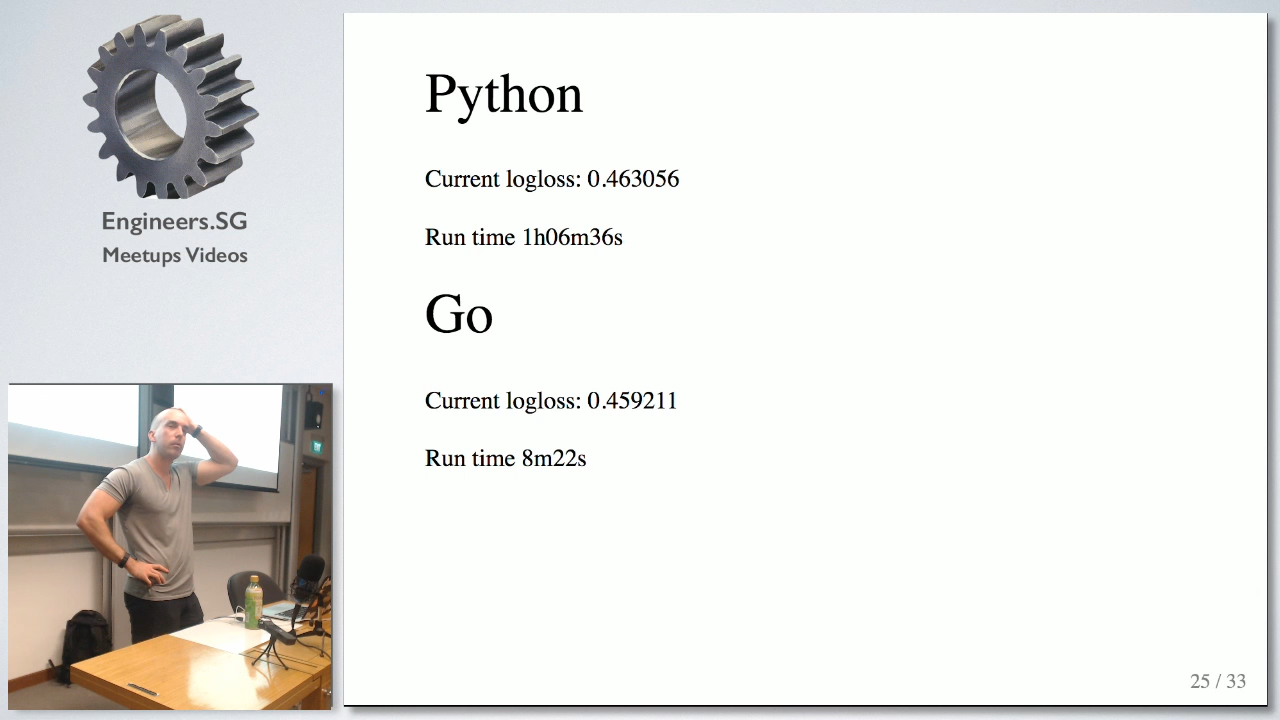 Engineers.SG
Meetups Videos
Python
Current logloss: 0.463056
Run time 1h06m36s
Go
Current logloss: 0.459211
Run time 8m22s
25 / 33